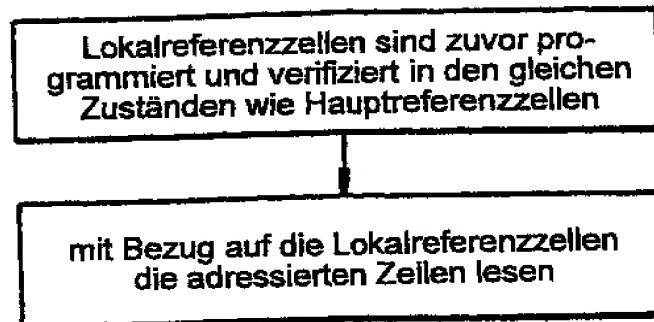 Lokalreferenzzellen sind zuvor pro-
grammiert und verifiziert in den gleichen
Zuständen wie Hauptreferenzzellen
mit Bezug auf die Lokalreferenzzellen
die adressierten Zeilen lesen